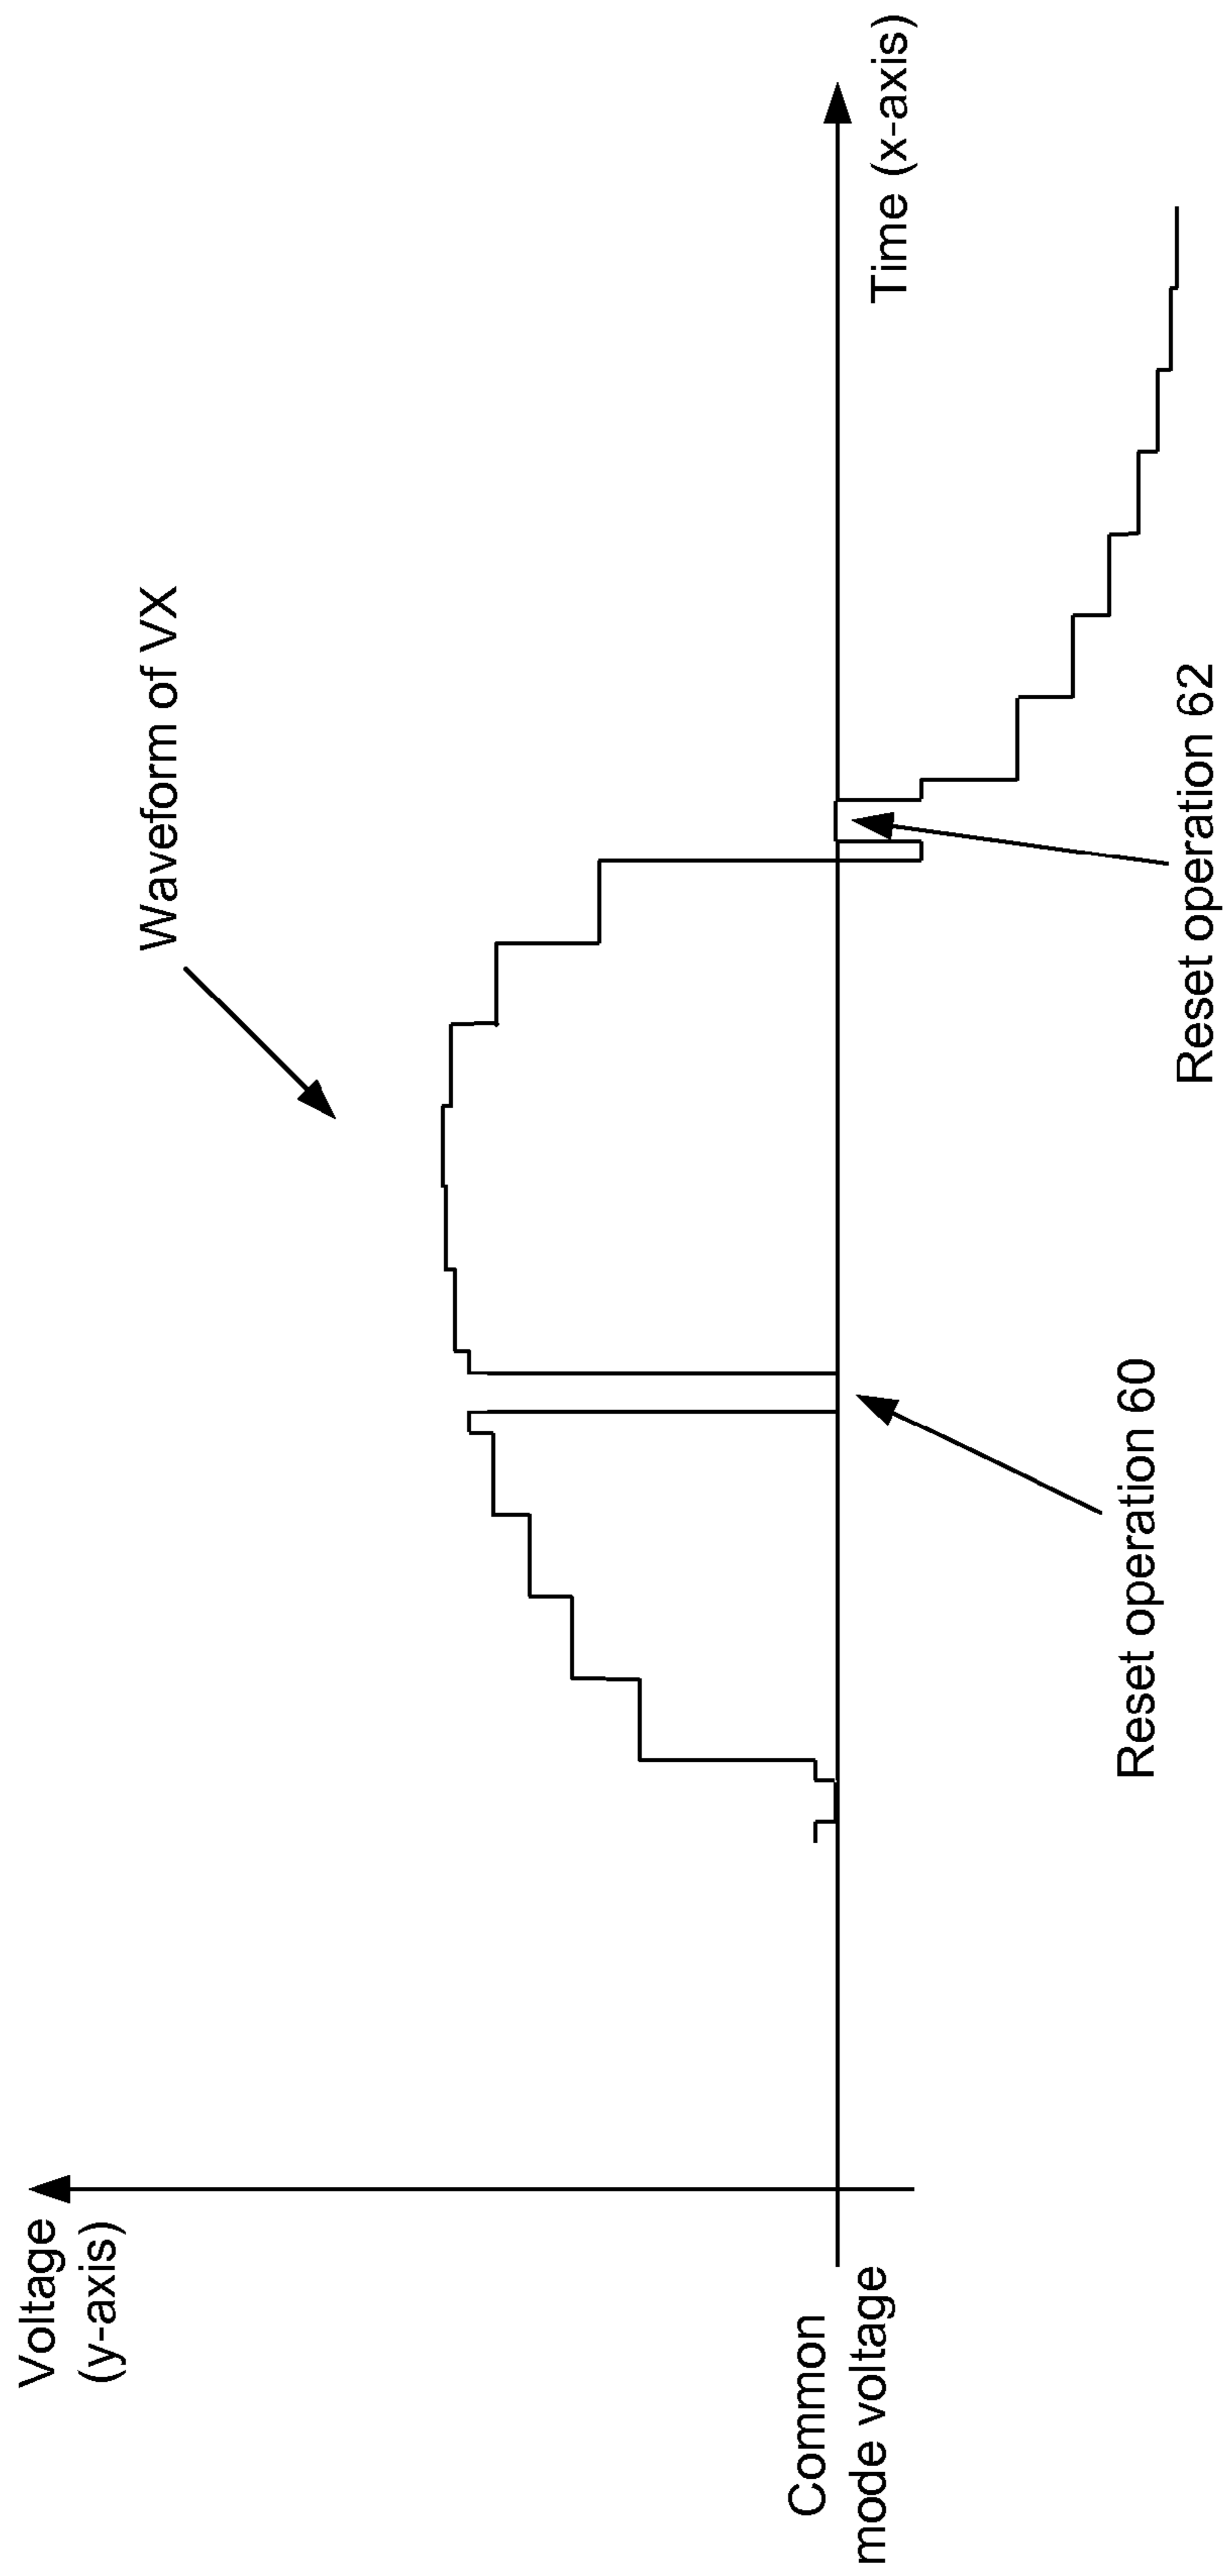 Voltage
(y-axis)
Waveform of VX
Common
mode voltage
Time (x-axis)
Reset operation 60
Reset operation 62